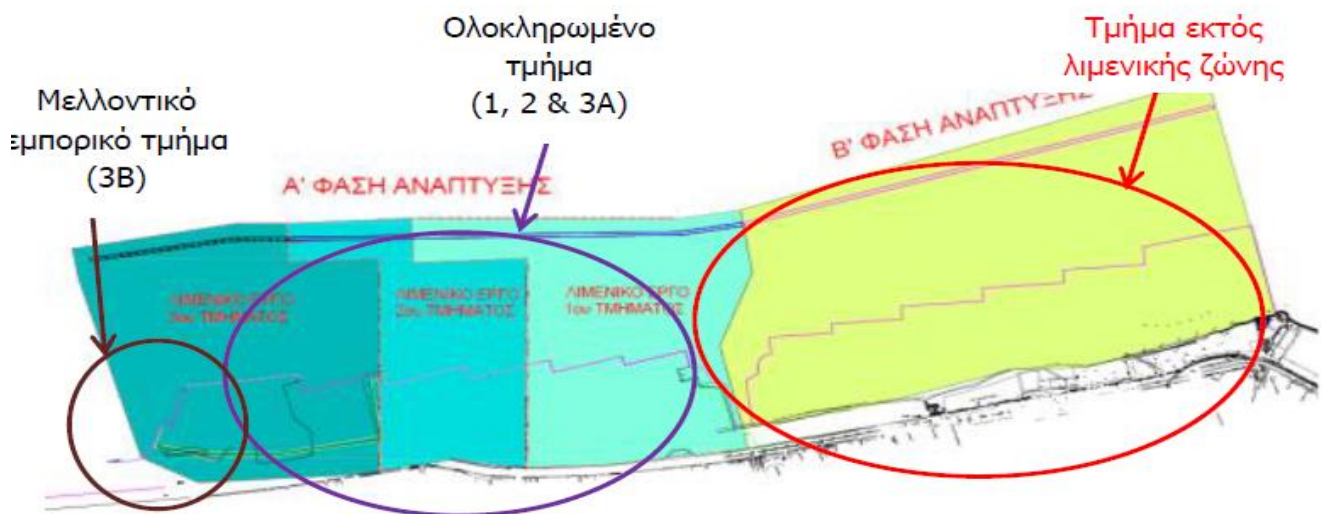 Ολοκληρωμένο
τμήμα
(1, 2 & 3Α)
Τμήμα εκτός
λιμενικής ζώνης
Μελλοντικό
εμπορικό τμήμα
(3Β)
Α' ΦΑΣΗ ΑΝΑΠΤΥΞΗΣ
Β' ΦΑΣΗ ΑΝΑΠΤΥΞΗΣ
ΛΙΜΕΝΙΚΟ ΕΡΓΟ
3ου ΤΜΗΜΑΤΟΣ
ΛΙΜΕΝΙΚΟ ΕΡΓΟ
2ου ΤΜΗΜΑΤΟΣ
ΛΙΜΕΝΙΚΟ ΕΡΓΟ
1ου ΤΜΗΜΑΤΟΣ